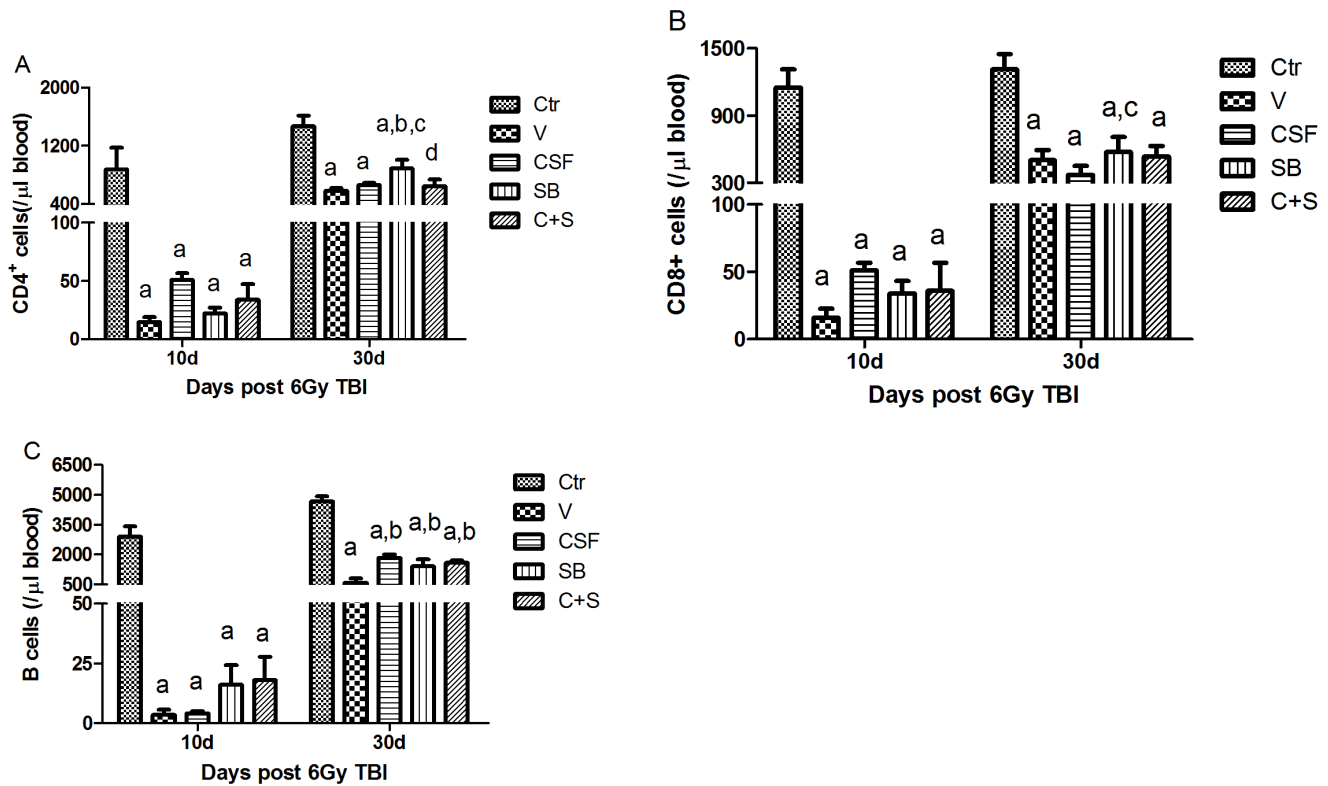 A
CD4+ cells(/μl blood)
2000
1200
400
100
50
0
a
a
a
a
a
a
a,b,c
d
10d
30d
Days post 6Gy TBI
Ctr
V
CSF
SB
C+S
B
CD8+ cells (/μl blood)
1500
900
300
100
50
0
a
a
a
a
a
a
a,c
a
10d
30d
Days post 6Gy TBI
Ctr
V
CSF
SB
C+S
C
B cells (/μl blood)
6500
5000
3500
2000
500
50
25
0
a
a
a
a
a
a,b
a,b
a,b
10d
30d
Days post 6Gy TBI
Ctr
V
CSF
SB
C+S